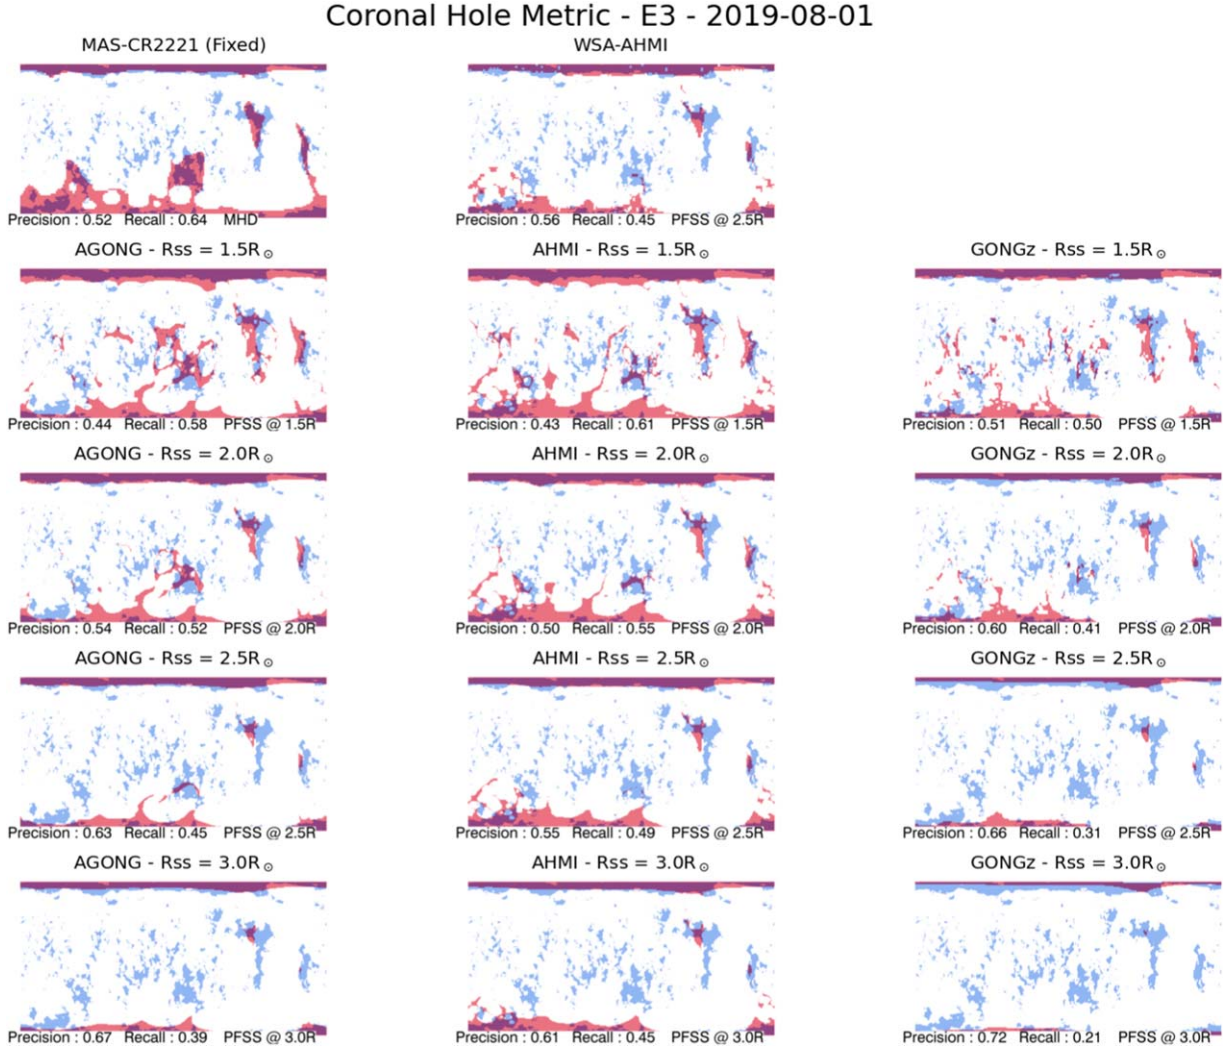 Coronal Hole Metric - E3 - 2019-08-01
MAS-CR2221 (Fixed) WSA-AHMI
Precision : 0.52 Recall : 0.64 MHD Precision : 0.56 Recall : 0.45 PFSS @ 2.5R
AGONG - Rss = 1.5R☉ AHMI - Rss = 1.5R☉ GONGz - Rss = 1.5R☉
Precision : 0.44 Recall : 0.58 PFSS @ 1.5R Precision : 0.43 Recall : 0.61 PFSS @ 1.5R Precision : 0.51 Recall : 0.50 PFSS @ 1.5R
AGONG - Rss = 2.0R☉ AHMI - Rss = 2.0R☉ GONGz - Rss = 2.0R☉
Precision : 0.54 Recall : 0.52 PFSS @ 2.0R Precision : 0.50 Recall : 0.55 PFSS @ 2.0R Precision : 0.60 Recall : 0.41 PFSS @ 2.0R
AGONG - Rss = 2.5R☉ AHMI - Rss = 2.5R☉ GONGz - Rss = 2.5R☉
Precision : 0.63 Recall : 0.45 PFSS @ 2.5R Precision : 0.55 Recall : 0.49 PFSS @ 2.5R Precision : 0.66 Recall : 0.31 PFSS @ 2.5R
AGONG - Rss = 3.0R☉ AHMI - Rss = 3.0R☉ GONGz - Rss = 3.0R☉
Precision : 0.67 Recall : 0.39 PFSS @ 3.0R Precision : 0.61 Recall : 0.45 PFSS @ 3.0R Precision : 0.72 Recall : 0.21 PFSS @ 3.0R